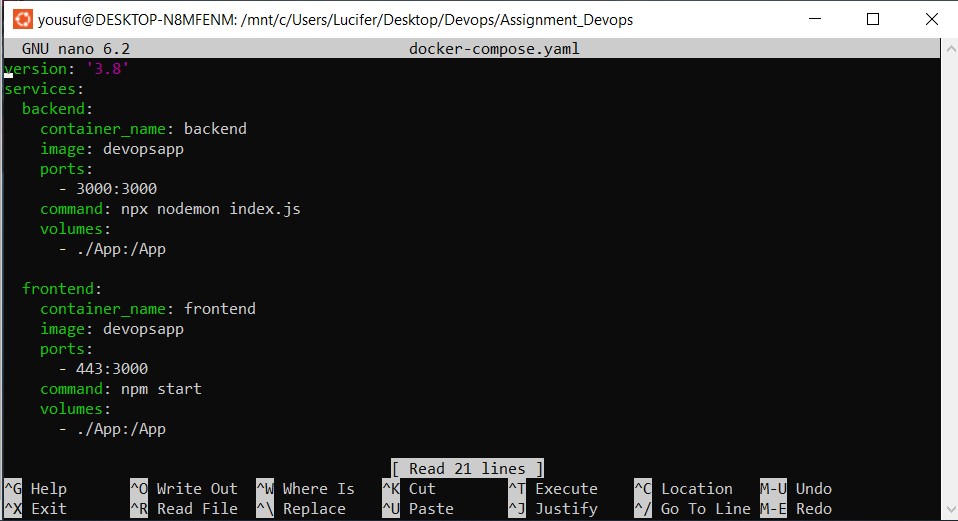 yousuf@DESKTOP-N8MFENM: /mnt/c/Users/Lucifer/Desktop/Devops/Assignment_Devops
GNU nano 6.2 docker-compose.yaml
version: '3.8'
services:
  backend:
    container_name: backend
    image: devopsapp
    ports:
      - 3000:3000
    command: npx nodemon index.js
    volumes:
      - ./App:/App

  frontend:
    container_name: frontend
    image: devopsapp
    ports:
      - 443:3000
    command: npm start
    volumes:
      - ./App:/App
[ Read 21 lines ]
^G Help ^O Write Out ^W Where Is ^K Cut ^T Execute ^C Location M-U Undo
^X Exit ^R Read File ^\ Replace ^U Paste ^J Justify ^/ Go To Line M-E Redo